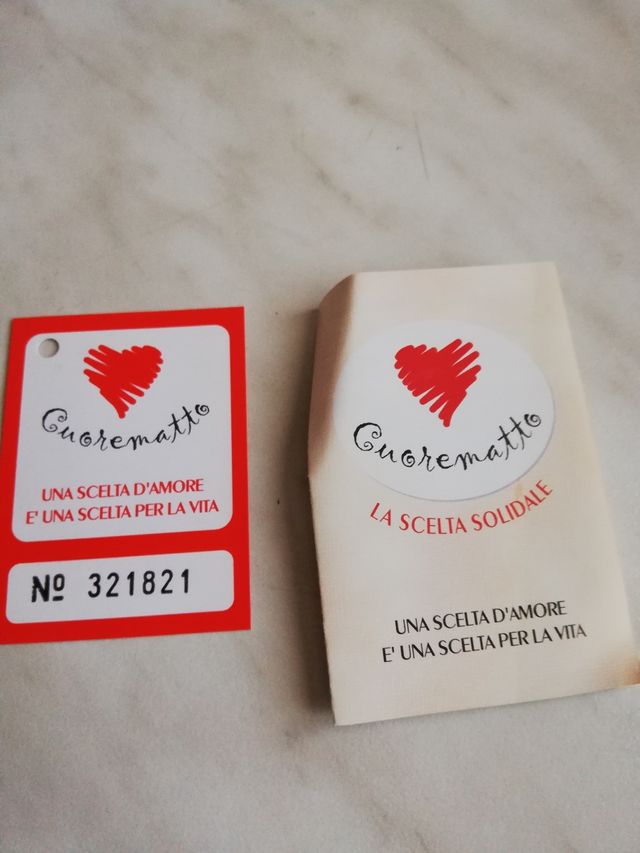 Cuorematto
UNA SCELTA D'AMORE
E' UNA SCELTA PER LA VITA
Nº 321821
Cuorematto
LA SCELTA SOLIDALE
UNA SCELTA D'AMORE
E' UNA SCELTA PER LA VITA